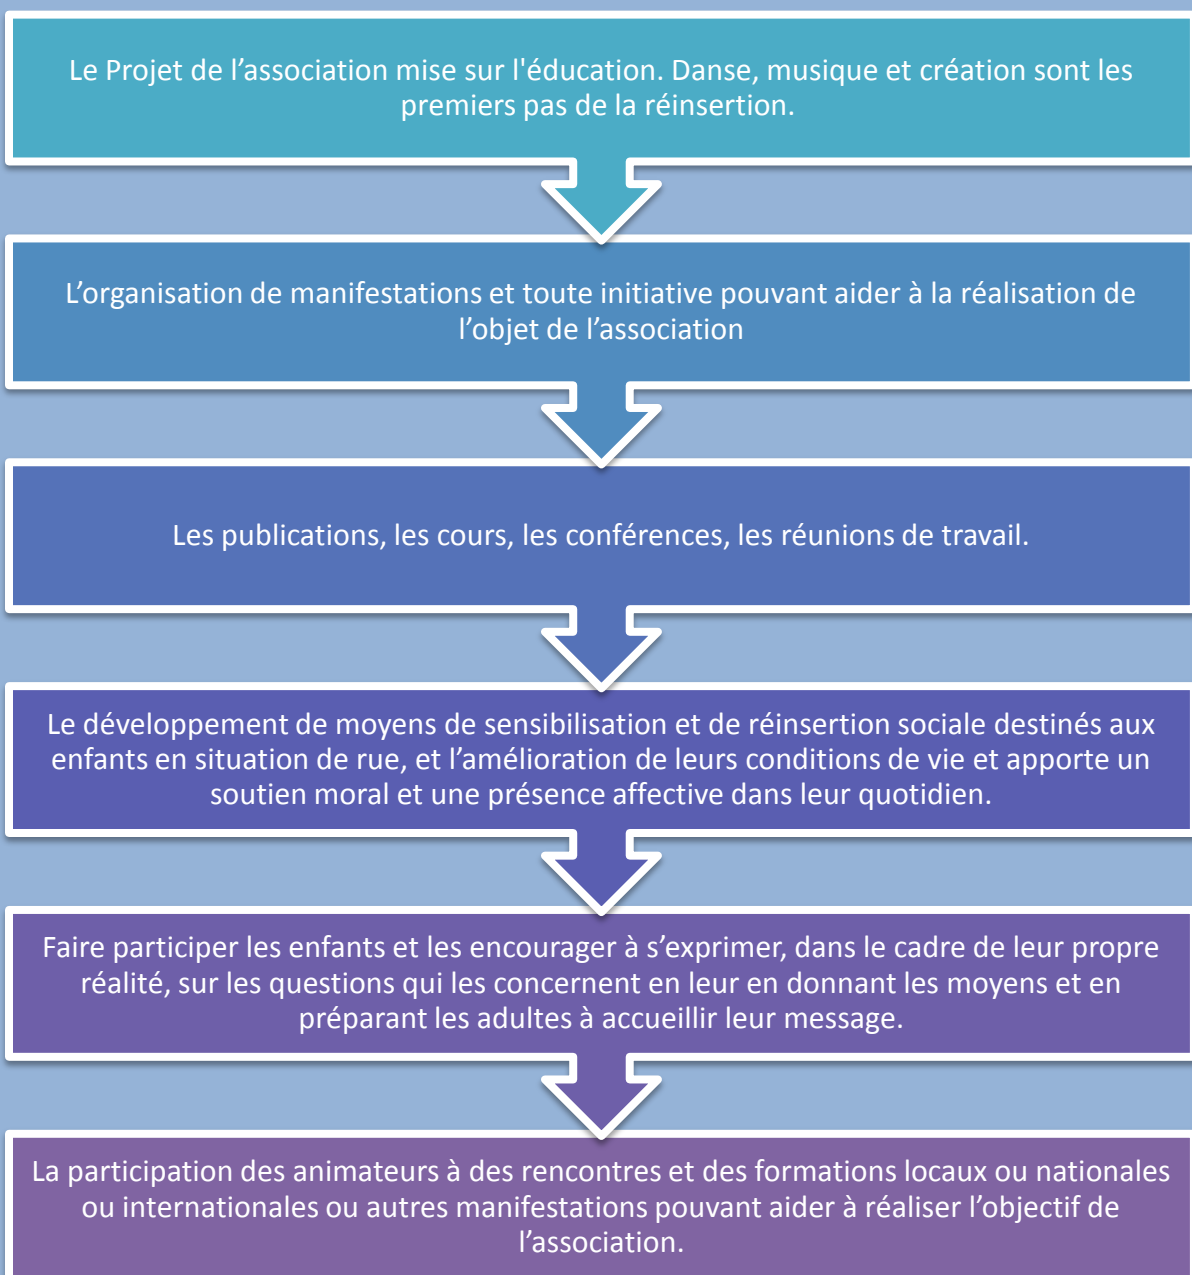 Le Projet de l’association mise sur l'éducation. Danse, musique et création sont les
premiers pas de la réinsertion.
L’organisation de manifestations et toute initiative pouvant aider à la réalisation de
l’objet de l’association
Les publications, les cours, les conférences, les réunions de travail.
Le développement de moyens de sensibilisation et de réinsertion sociale destinés aux
enfants en situation de rue, et l’amélioration de leurs conditions de vie et apporte un
soutien moral et une présence affective dans leur quotidien.
Faire participer les enfants et les encourager à s’exprimer, dans le cadre de leur propre
réalité, sur les questions qui les concernent en leur en donnant les moyens et en
préparant les adultes à accueillir leur message.
La participation des animateurs à des rencontres et des formations locaux ou nationales
ou internationales ou autres manifestations pouvant aider à réaliser l’objectif de
l’association.